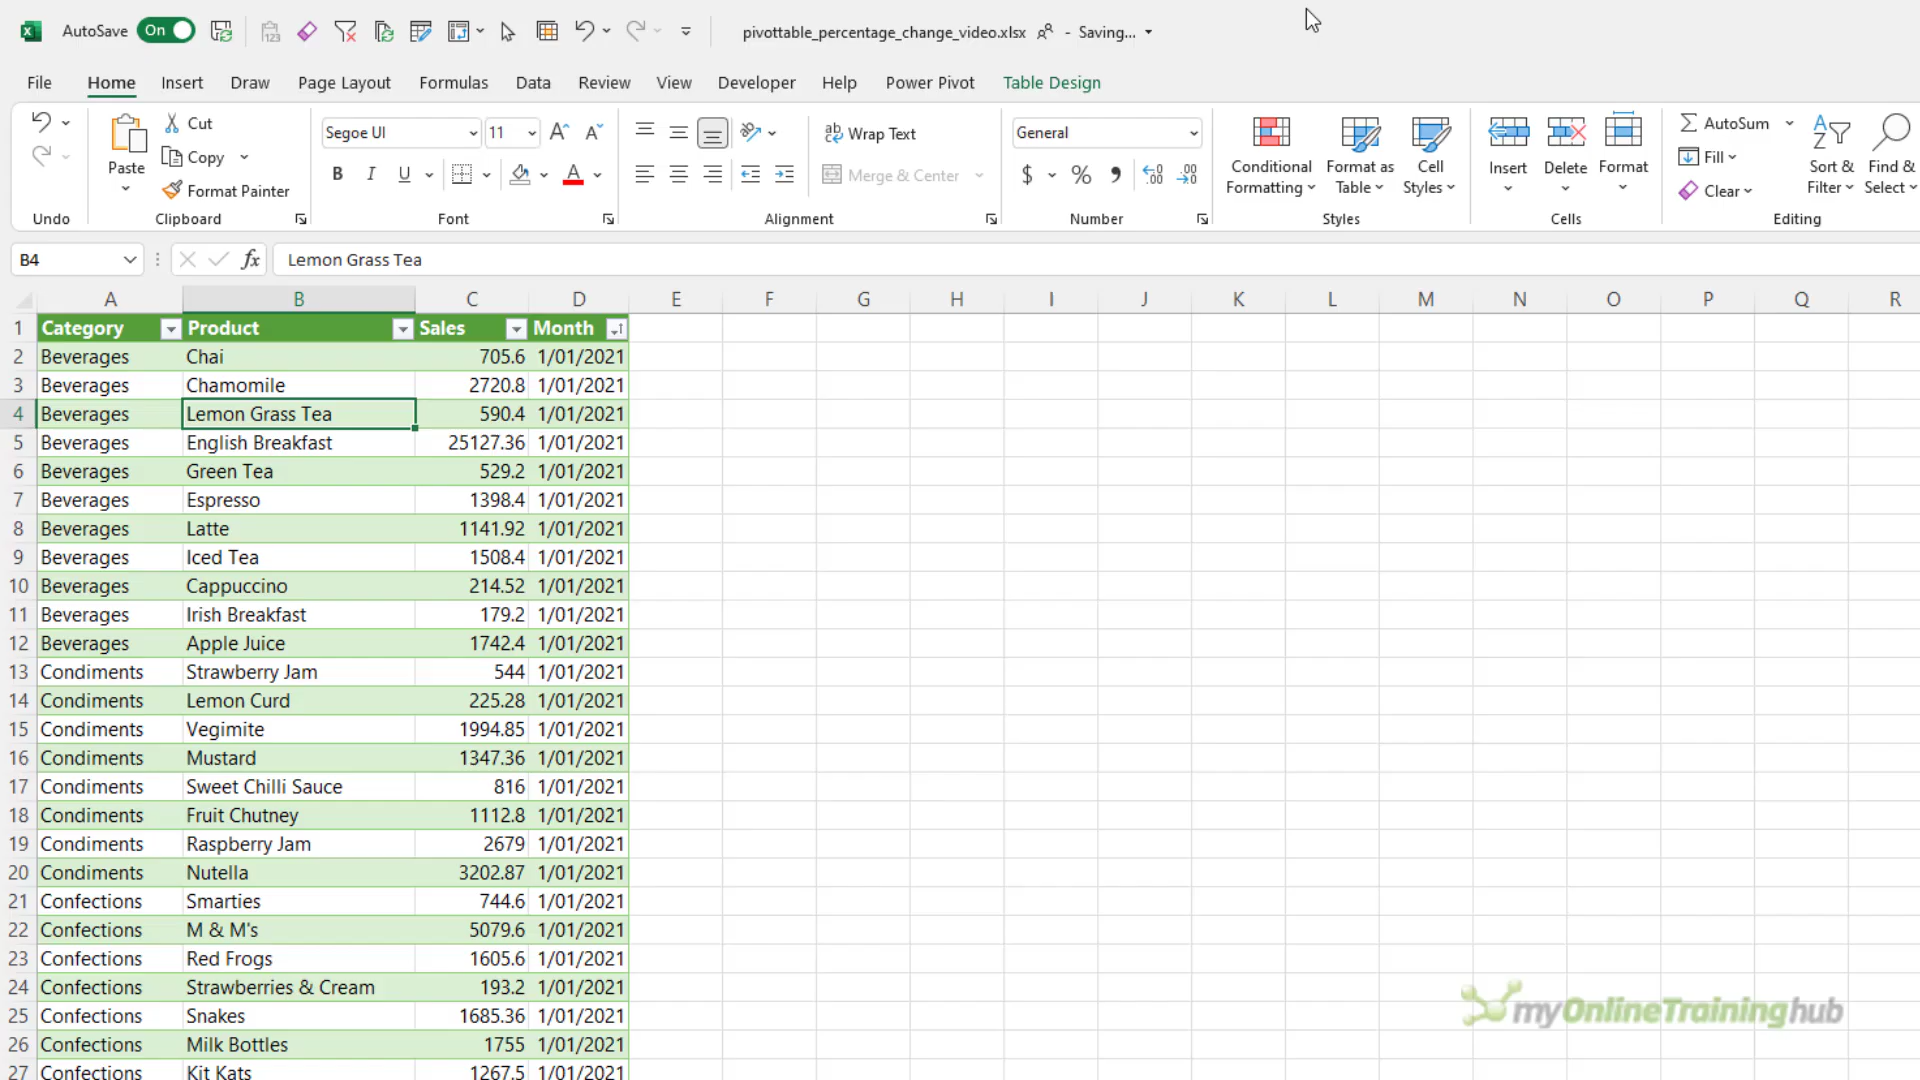 AutoSave On pivottable_percentage_change_video.xlsx - Saving...
File Home Insert Draw Page Layout Formulas Data Review View Developer Help Power Pivot Table Design
Cut Segoe UI 11 Wrap Text General AutoSum
Paste Copy Conditional Formatting Format as Table Cell Styles Insert Delete Format Fill Sort & Filter Find & Select
Format Painter B I U Merge & Center $ % Clear
Undo Clipboard Font Alignment Number Styles Cells Editing
B4 fx Lemon Grass Tea
A B C D E F G H I J K L M N O P Q R
1 Category Product Sales Month
2 Beverages Chai 705.6 1/01/2021
3 Beverages Chamomile 2720.8 1/01/2021
4 Beverages Lemon Grass Tea 590.4 1/01/2021
5 Beverages English Breakfast 25127.36 1/01/2021
6 Beverages Green Tea 529.2 1/01/2021
7 Beverages Espresso 1398.4 1/01/2021
8 Beverages Latte 1141.92 1/01/2021
9 Beverages Iced Tea 1508.4 1/01/2021
10 Beverages Cappuccino 214.52 1/01/2021
11 Beverages Irish Breakfast 179.2 1/01/2021
12 Beverages Apple Juice 1742.4 1/01/2021
13 Condiments Strawberry Jam 544 1/01/2021
14 Condiments Lemon Curd 225.28 1/01/2021
15 Condiments Vegimite 1994.85 1/01/2021
16 Condiments Mustard 1347.36 1/01/2021
17 Condiments Sweet Chilli Sauce 816 1/01/2021
18 Condiments Fruit Chutney 1112.8 1/01/2021
19 Condiments Raspberry Jam 2679 1/01/2021
20 Condiments Nutella 3202.87 1/01/2021
21 Confections Smarties 744.6 1/01/2021
22 Confections M & M's 5079.6 1/01/2021
23 Confections Red Frogs 1605.6 1/01/2021
24 Confections Strawberries & Cream 193.2 1/01/2021
25 Confections Snakes 1685.36 1/01/2021
26 Confections Milk Bottles 1755 1/01/2021
27 Confections Kit Kats 1267.5 1/01/2021
myOnlineTraininghub